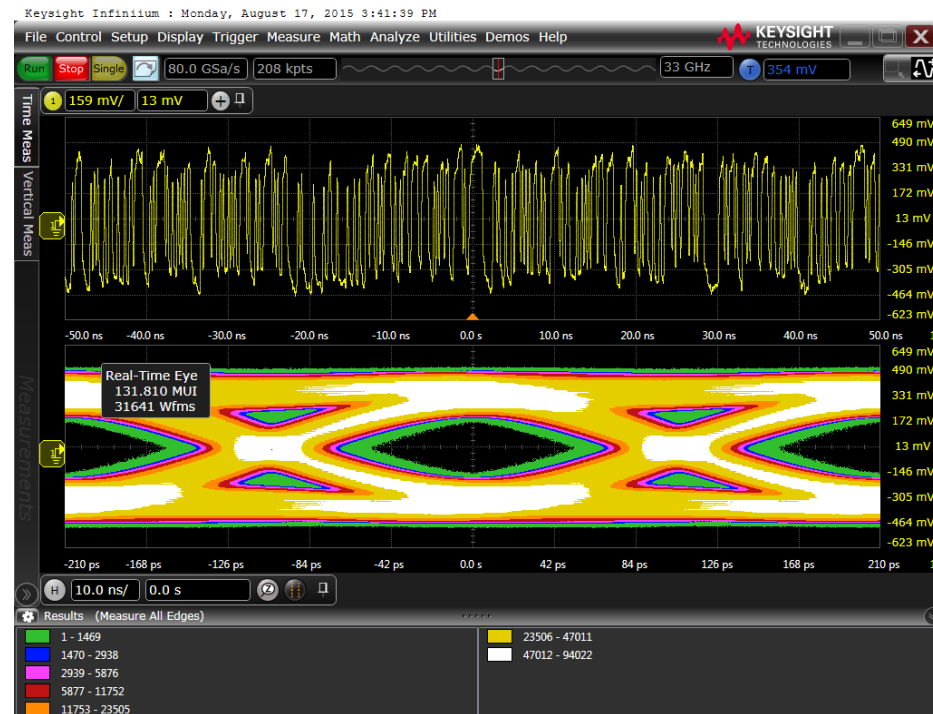 Keysight Infiniium : Monday, August 17, 2015 3:41:39 PM
File Control Setup Display Trigger Measure Math Analyze Utilities Demos Help
KEYSIGHT
TECHNOLOGIES
X
Run Stop Single 80.0 GSa/s 208 kpts 33 GHz T 354 mV
1 159 mV/ 13 mV +
Time Meas
Vertical Meas
Measurements
649 mV
490 mV
331 mV
172 mV
13 mV
-146 mV
-305 mV
-464 mV
-623 mV
-50.0 ns -40.0 ns -30.0 ns -20.0 ns -10.0 ns 0.0 s 10.0 ns 20.0 ns 30.0 ns 40.0 ns 50.0 ns
649 mV
490 mV
331 mV
172 mV
13 mV
-146 mV
-305 mV
-464 mV
-623 mV
Real-Time Eye
131.810 MUI
31641 Wfms
-210 ps -168 ps -126 ps -84 ps -42 ps 0.0 s 42 ps 84 ps 126 ps 168 ps 210 ps
H 10.0 ns/ 0.0 s
Results (Measure All Edges)
1 - 1469
1470 - 2938
2939 - 5876
5877 - 11752
11753 - 23505
23506 - 47011
47012 - 94022